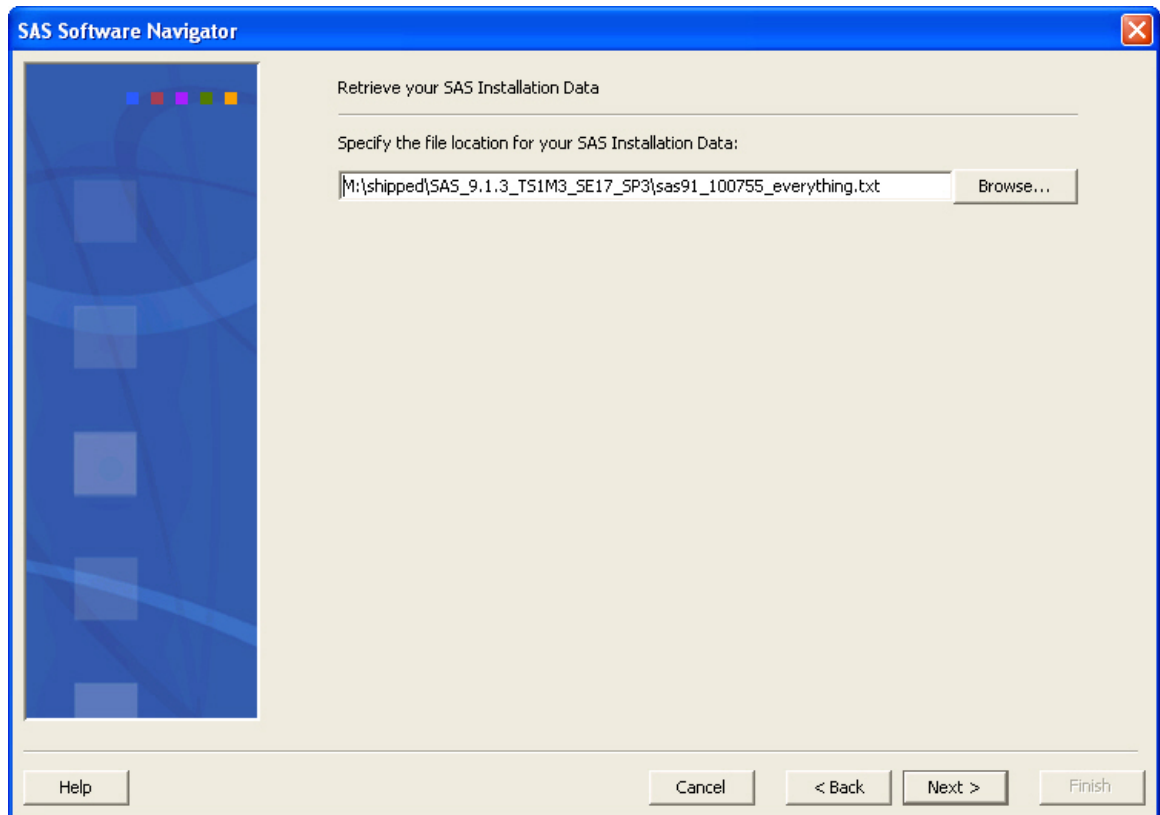 SAS Software Navigator
Retrieve your SAS Installation Data
Specify the file location for your SAS Installation Data:
M:\shipped\SAS_9.1.3_TS1M3_SE17_SP3\sas91_100755_everything.txt Browse...
Help Cancel < Back Next > Finish